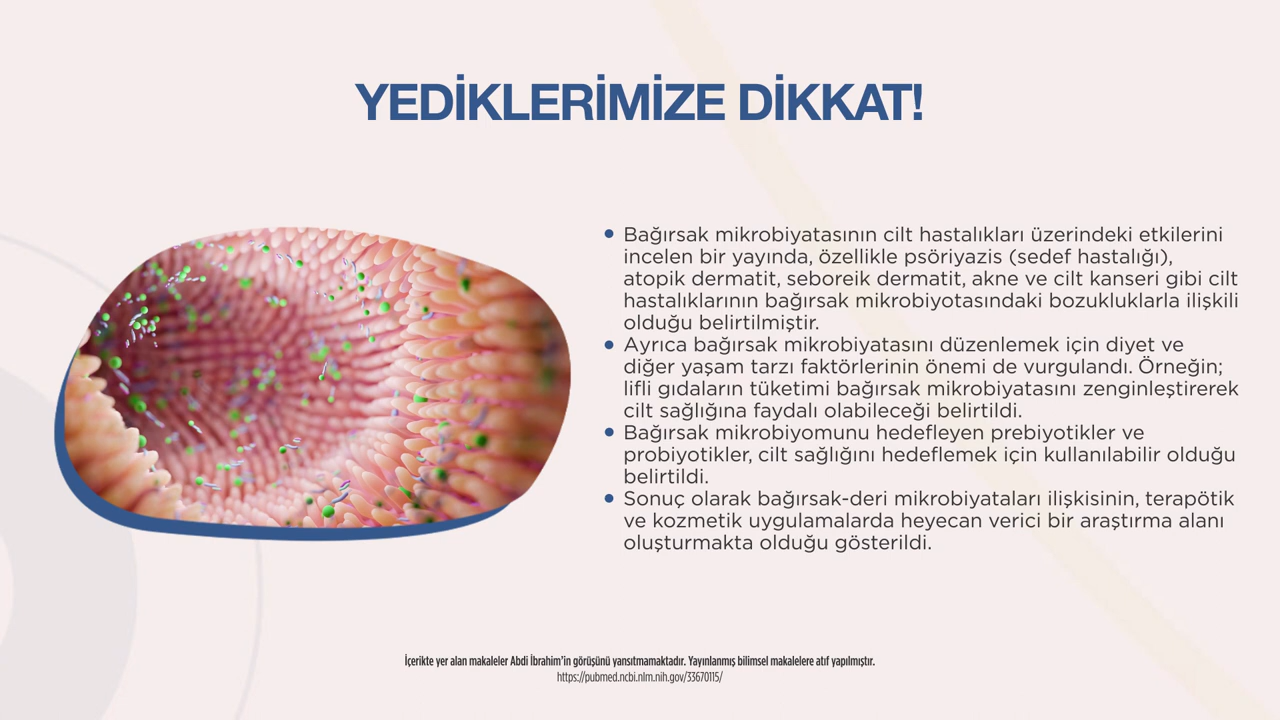 YEDİKLERİMİZE DİKKAT!
• Bağırsak mikrobiyatasının cilt hastalıkları üzerindeki etkilerini
incelen bir yayında, özellikle psöriyazis (sedef hastalığı),
atopik dermatit, seboreik dermatit, akne ve cilt kanseri gibi cilt
hastalıklarının bağırsak mikrobiyotasındaki bozukluklarla ilişkili
olduğu belirtilmiştir.
• Ayrıca bağırsak mikrobiyatasını düzenlemek için diyet ve
diğer yaşam tarzı faktörlerinin önemi de vurgulandı. Örneğin;
lifli gıdaların tüketimi bağırsak mikrobiyatasını zenginleştirerek
cilt sağlığına faydalı olabileceği belirtildi.
• Bağırsak mikrobiyomunu hedefleyen prebiyotikler ve
probiyotikler, cilt sağlığını hedeflemek için kullanılabilir olduğu
belirtildi.
• Sonuç olarak bağırsak-deri mikrobiyataları ilişkisinin, terapötik
ve kozmetik uygulamalarda heyecan verici bir araştırma alanı
oluşturmakta olduğu gösterildi.
İçerikte yer alan makaleler Abdi İbrahim'in görüşünü yansıtmamaktadır. Yayınlanmış bilimsel makalelere atıf yapılmıştır.
https://pubmed.ncbi.nlm.nih.gov/33670115/